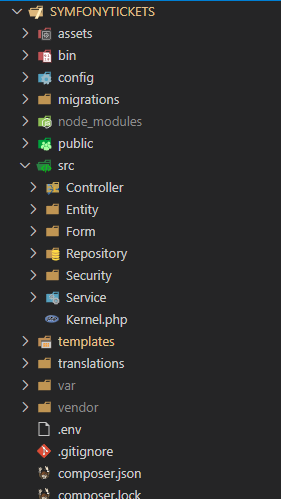 SYMFONYTICKETS
assets
bin
config
migrations
node_modules
public
src
Controller
Entity
Form
Repository
Security
Service
Kernel.php
templates
translations
var
vendor
.env
.gitignore
composer.json
composer.lock